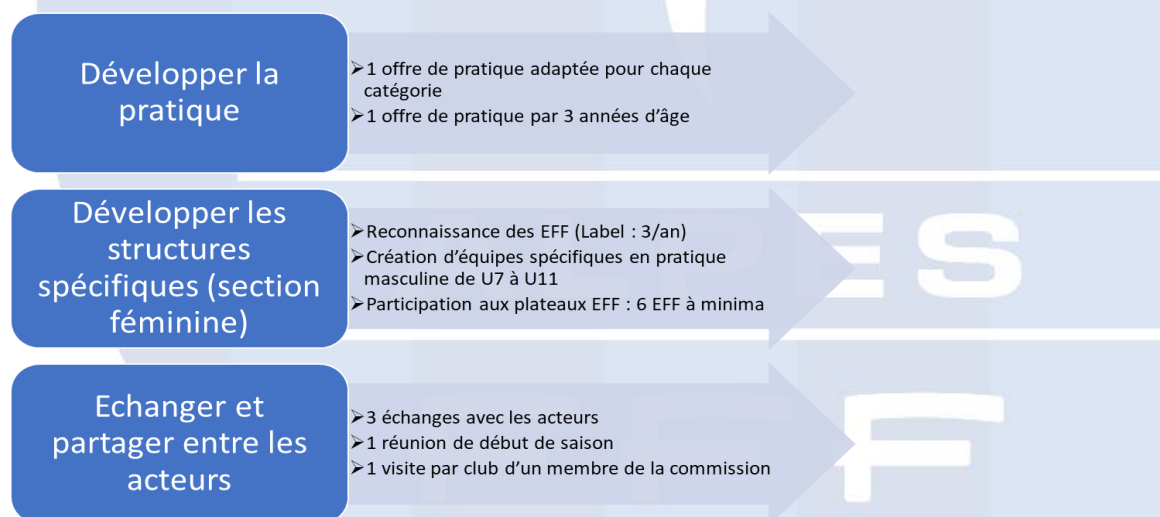 Développer la
pratique
➢1 offre de pratique adaptée pour chaque
catégorie
➢1 offre de pratique par 3 années d’âge
Développer les
structures
spécifiques (section
féminine)
➢Reconnaissance des EFF (Label : 3/an)
➢Création d’équipes spécifiques en pratique
masculine de U7 à U11
➢Participation aux plateaux EFF : 6 EFF à minima
Echanger et
partager entre les
acteurs
➢3 échanges avec les acteurs
➢1 réunion de début de saison
➢1 visite par club d’un membre de la commission